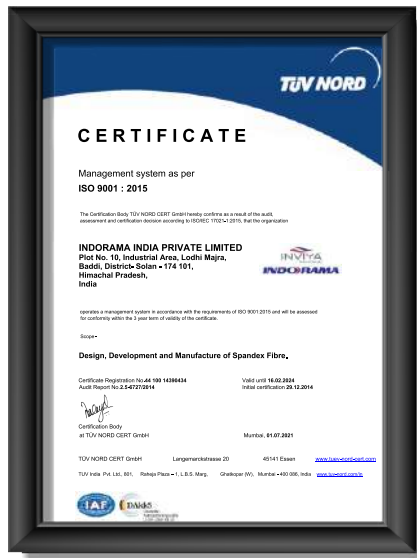 TÜV NORD
CERTIFICATE
Management system as per
ISO 9001 : 2015
The Certification Body TÜV NORD CERT GmbH hereby confirms as a result of the audit,
assessment and certification decision according to ISO/IEC 17021-1:2015, that the organization
INDORAMA INDIA PRIVATE LIMITED
Plot No. 10, Industrial Area, Lodhi Majra,
Baddi, District- Solan - 174 101,
Himachal Pradesh,
India
INVIYA
INDORAMA
operates a management system in accordance with the requirements of ISO 9001:2015 and will be assessed
for conformity within the 3 year term of validity of the certificate.
Scope-
Design, Development and Manufacture of Spandex Fibre.
Certificate Registration No.44 100 14390434 Valid until 16.02.2024
Audit Report No.2.5-6727/2014 Initial certification 29.12.2014
Certification Body
at TÜV NORD CERT GmbH Mumbai, 01.07.2021
TÜV NORD CERT GmbH Langemarckstrasse 20 45141 Essen www.tuev-nord-cert.com
TÜV India Pvt. Ltd., 801, Raheja Plaza - 1, L.B.S. Marg, Ghatkopar (W), Mumbai - 400 086, India www.tuv-nord.com/in
IAF
DAkkS